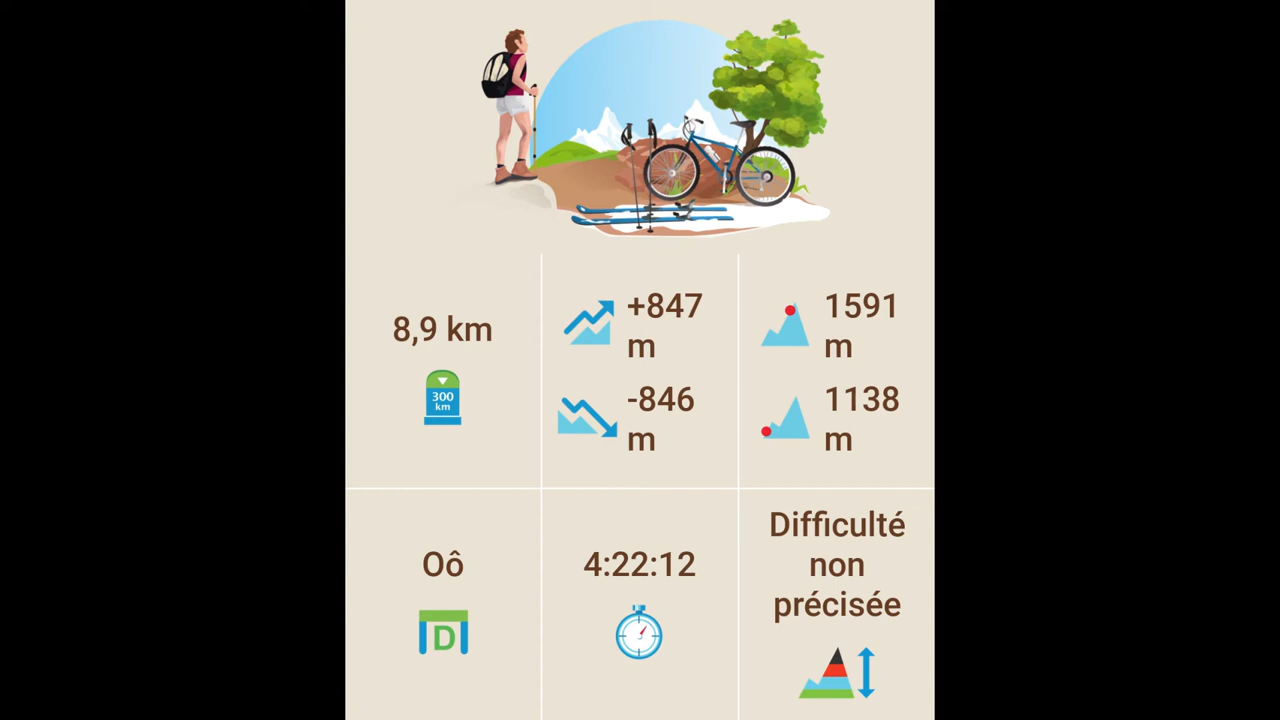 8,9 km
300
km
+847
m
-846
m
1591
m
1138
m
Oô
D
4:22:12
Difficulté
non
précisée